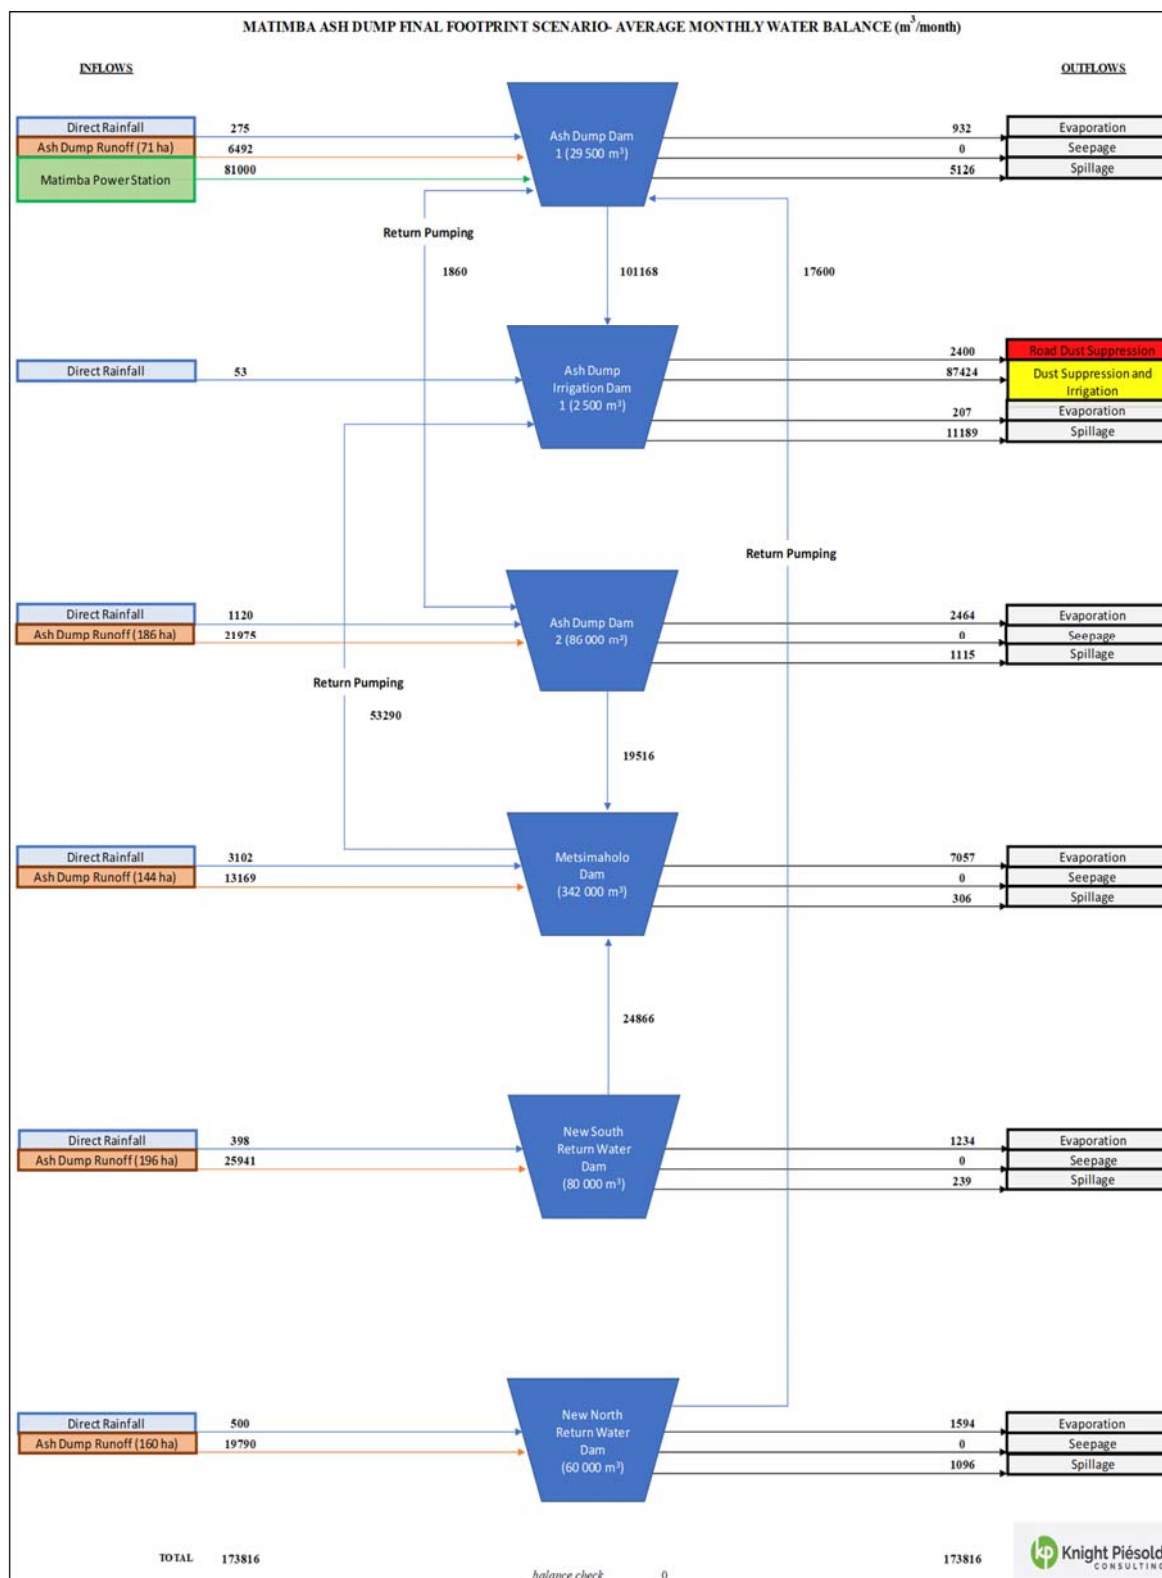 MATIMBA ASH DUMP FINAL FOOTPRINT SCENARIO- AVERAGE MONTHLY WATER BALANCE (m³/month)
INFLOWS
OUTFLOWS
Direct Rainfall 275
Ash Dump Runoff (71 ha) 6492
Matimba Power Station 81000
Ash Dump Dam
1 (29 500 m³)
932 Evaporation
0 Seepage
5126 Spillage
Return Pumping
1860
101168
17600
Direct Rainfall 53
Ash Dump
Irrigation Dam
1 (2 500 m³)
2400 Road Dust Suppression
87424 Dust Suppression and
Irrigation
207 Evaporation
11189 Spillage
Return Pumping
Direct Rainfall 1120
Ash Dump Runoff (186 ha) 21975
Ash Dump Dam
2 (86 000 m³)
2464 Evaporation
0 Seepage
1115 Spillage
Return Pumping
53290
19516
Direct Rainfall 3102
Ash Dump Runoff (144 ha) 13169
Metsimaholo
Dam
(342 000 m³)
7057 Evaporation
0 Seepage
306 Spillage
24866
Direct Rainfall 398
Ash Dump Runoff (196 ha) 25941
New South
Return Water
Dam
(80 000 m³)
1234 Evaporation
0 Seepage
239 Spillage
Direct Rainfall 500
Ash Dump Runoff (160 ha) 19790
New North
Return Water
Dam
(60 000 m³)
1594 Evaporation
0 Seepage
1096 Spillage
TOTAL 173816
173816
balance check 0
kp Knight Piésold
CONSULTING